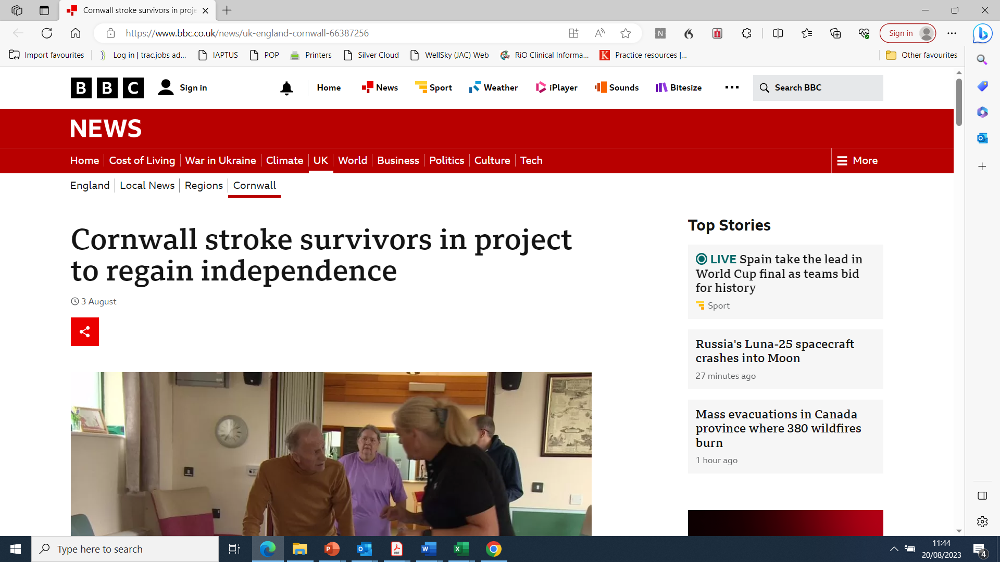 Cornwall stroke survivors in proje
https://www.bbc.co.uk/news/uk-england-cornwall-66387256
N
Sign in
Import favourites
Log in | trac.jobs ad...
IAPTUS
POP
Printers
Silver Cloud
WellSky (JAC) Web
RiO Clinical Informa...
K
Practice resources |...
Other favourites
BBC
Sign in
Home
News
Sport
Weather
iPlayer
Sounds
Bitesize
Search BBC
NEWS
Home
Cost of Living
War in Ukraine
Climate
UK
World
Business
Politics
Culture
Tech
More
England
Local News
Regions
Cornwall
Cornwall stroke survivors in project
to regain independence
3 August
Top Stories
LIVE Spain take the lead in
World Cup final as teams bid
for history
Sport
Russia's Luna-25 spacecraft
crashes into Moon
27 minutes ago
Mass evacuations in Canada
province where 380 wildfires
burn
1 hour ago
Type here to search
11:44
20/08/2023
4